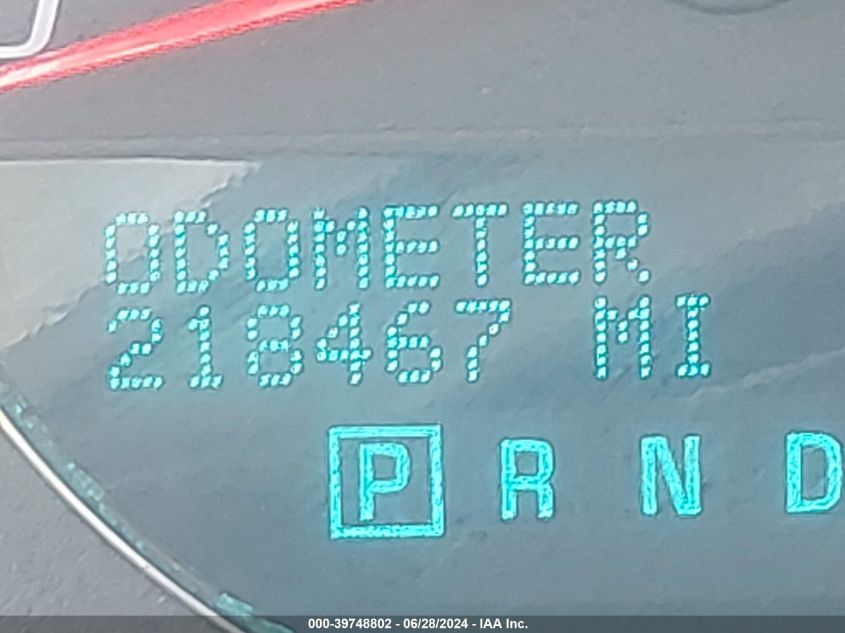 ODOMETER
218467 MI
P R N D
000-39748802 - 06/28/2024 - IAA Inc.